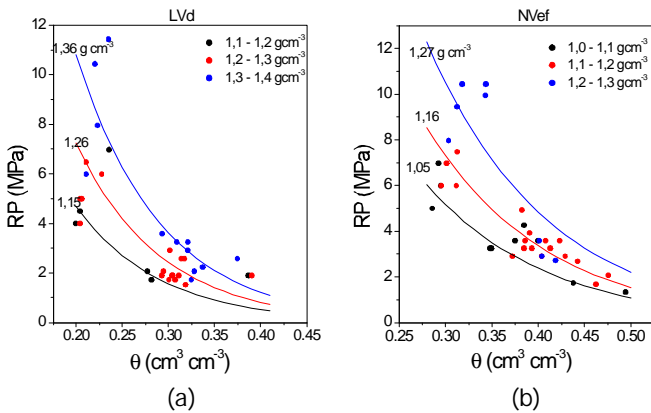 LVd
1,36 g cm-3
1,26
1,15
1,1 - 1,2 gcm-3
1,2 - 1,3 gcm-3
1,3 - 1,4 gcm-3
12
10
8
6
4
2
0
RP (MPa)
0.20 0.25 0.30 0.35 0.40 0.45
θ (cm3 cm-3)
(a)
NVef
1,27 g cm-3
1,16
1,05
1,0 - 1,1 gcm-3
1,1 - 1,2 gcm-3
1,2 - 1,3 gcm-3
12
10
8
6
4
2
0
RP (MPa)
0.25 0.30 0.35 0.40 0.45 0.50
θ (cm3 cm-3)
(b)